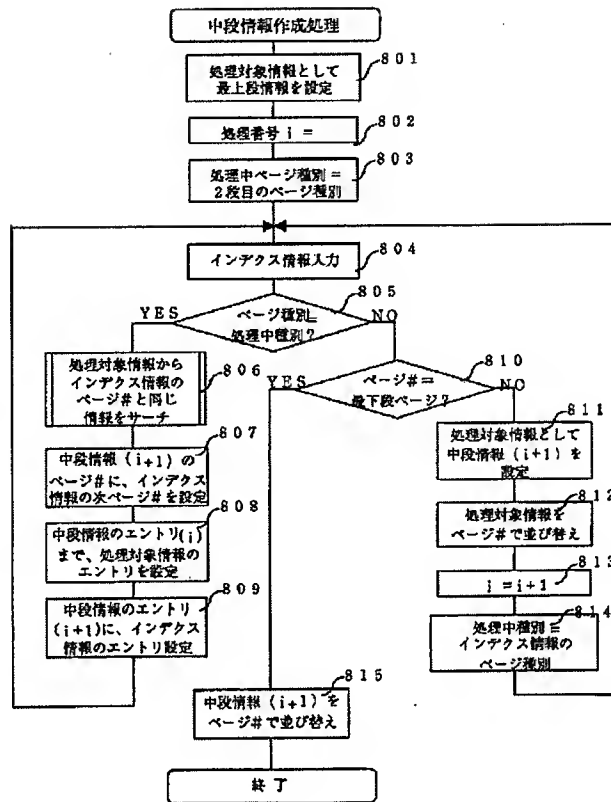 中段情報作成処理
801
処理対象情報として
最上段情報を設定
802
処理番号 i =
803
処理中ページ種別=
2段目のページ種別
804
インデクス情報入力
805
YES
ページ種別=
処理中種別?
NO
806
処理対象情報から
インデクス情報の
ページ#と同じ
情報をサーチ
807
中段情報(i+1)の
ページ#に、インデクス
情報の次ページ#を設定
808
中段情報のエントリ(i)
まで、処理対象情報の
エントリを設定
809
中段情報のエントリ
(i+1)に、インデクス
情報のエントリ設定
810
YES
ページ#=
最下段ページ?
NO
811
処理対象情報として
中段情報(i+1)を
設定
812
処理対象情報を
ページ#で並び替え
813
i=i+1
814
処理中種別=
インデクス情報の
ページ種別
815
中段情報(i+1)を
ページ#で並び替え
終了